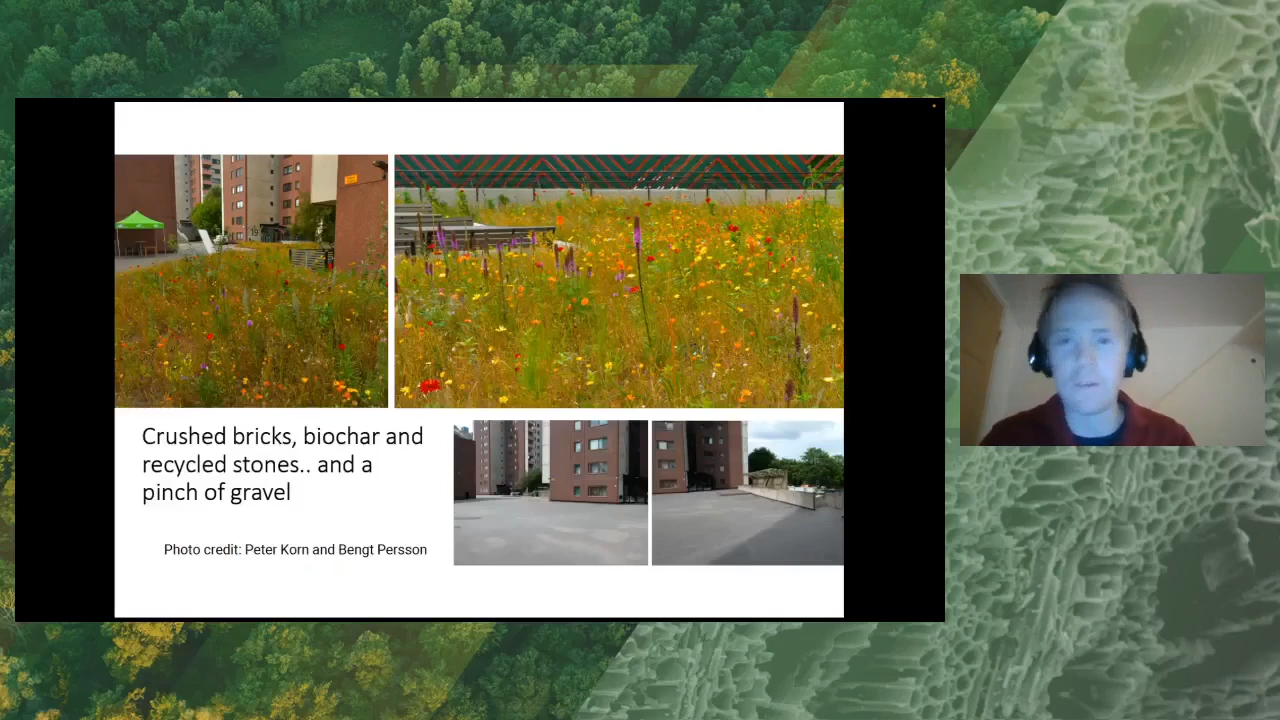 Crushed bricks, biochar and
recycled stones.. and a
pinch of gravel
Photo credit: Peter Korn and Bengt Persson